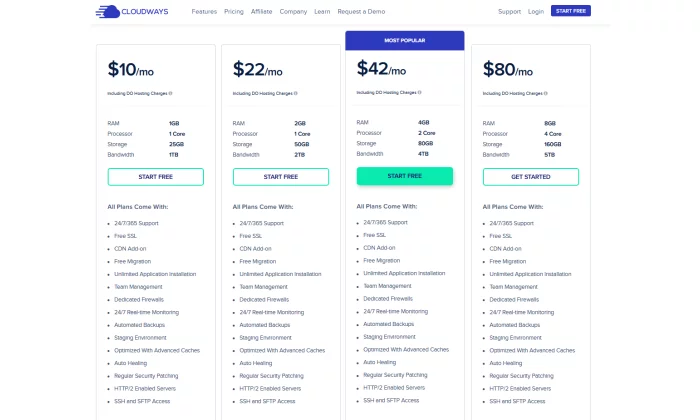 CLOUDWAYS
Features Pricing Affiliate Company Learn Request a Demo
Support Login START FREE
$10/mo
Including DO Hosting Charges
RAM 1GB
Processor 1 Core
Storage 25GB
Bandwidth 1TB
START FREE
All Plans Come With:
24/7/365 Support
Free SSL
CDN Add-on
Free Migration
Unlimited Application Installation
Team Management
Dedicated Firewalls
24/7 Real-time Monitoring
Automated Backups
Staging Environment
Optimized With Advanced Caches
Auto Healing
Regular Security Patching
HTTP/2 Enabled Servers
SSH and SFTP Access
$22/mo
Including DO Hosting Charges
RAM 2GB
Processor 1 Core
Storage 50GB
Bandwidth 2TB
START FREE
All Plans Come With:
24/7/365 Support
Free SSL
CDN Add-on
Free Migration
Unlimited Application Installation
Team Management
Dedicated Firewalls
24/7 Real-time Monitoring
Automated Backups
Staging Environment
Optimized With Advanced Caches
Auto Healing
Regular Security Patching
HTTP/2 Enabled Servers
SSH and SFTP Access
MOST POPULAR
$42/mo
Including DO Hosting Charges
RAM 4GB
Processor 2 Core
Storage 80GB
Bandwidth 4TB
START FREE
All Plans Come With:
24/7/365 Support
Free SSL
CDN Add-on
Free Migration
Unlimited Application Installation
Team Management
Dedicated Firewalls
24/7 Real-time Monitoring
Automated Backups
Staging Environment
Optimized With Advanced Caches
Auto Healing
Regular Security Patching
HTTP/2 Enabled Servers
SSH and SFTP Access
$80/mo
Including DO Hosting Charges
RAM 8GB
Processor 4 Core
Storage 160GB
Bandwidth 5TB
GET STARTED
All Plans Come With:
24/7/365 Support
Free SSL
CDN Add-on
Free Migration
Unlimited Application Installation
Team Management
Dedicated Firewalls
24/7 Real-time Monitoring
Automated Backups
Staging Environment
Optimized With Advanced Caches
Auto Healing
Regular Security Patching
HTTP/2 Enabled Servers
SSH and SFTP Access